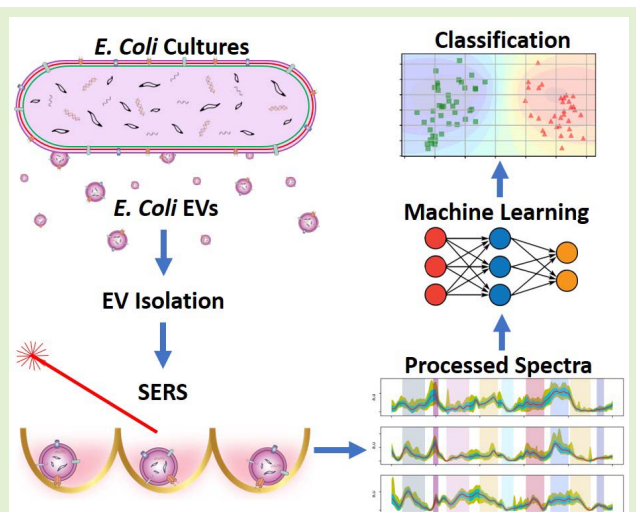 E. Coli Cultures
E. Coli EVs
EV Isolation
SERS
Processed Spectra
Machine Learning
Classification